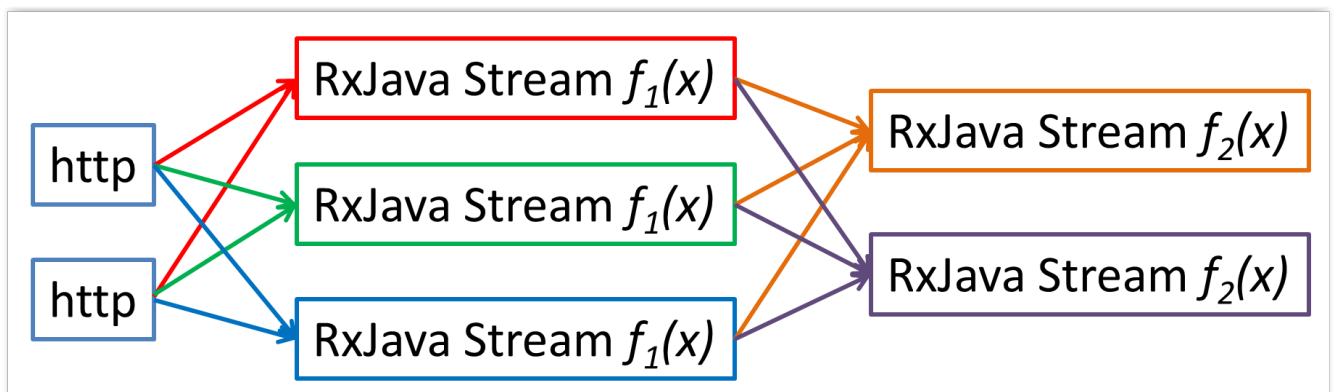 http
http
RxJava Stream f₁(x)
RxJava Stream f₁(x)
RxJava Stream f₁(x)
RxJava Stream f₂(x)
RxJava Stream f₂(x)